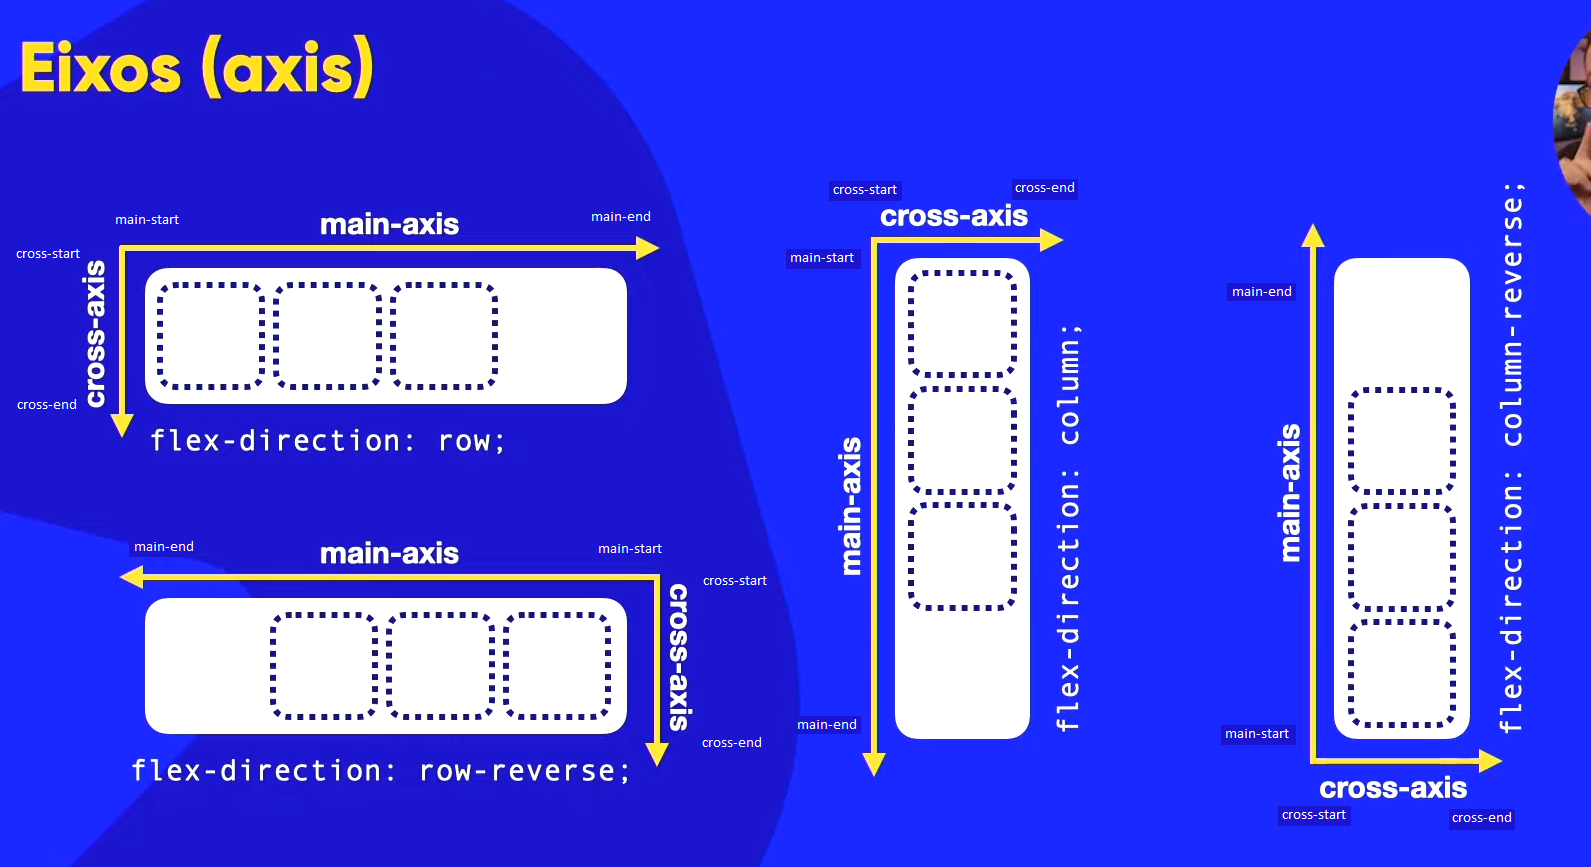 Eixos (axis)
main-start
main-axis
main-end
cross-start
cross-axis
cross-end
flex-direction: row;
main-end
main-axis
main-start
cross-start
cross-axis
cross-end
flex-direction: row-reverse;
cross-start
cross-end
cross-axis
main-start
main-axis
main-end
flex-direction: column;
main-end
main-axis
main-start
cross-axis
cross-start
cross-end
flex-direction: column-reverse;